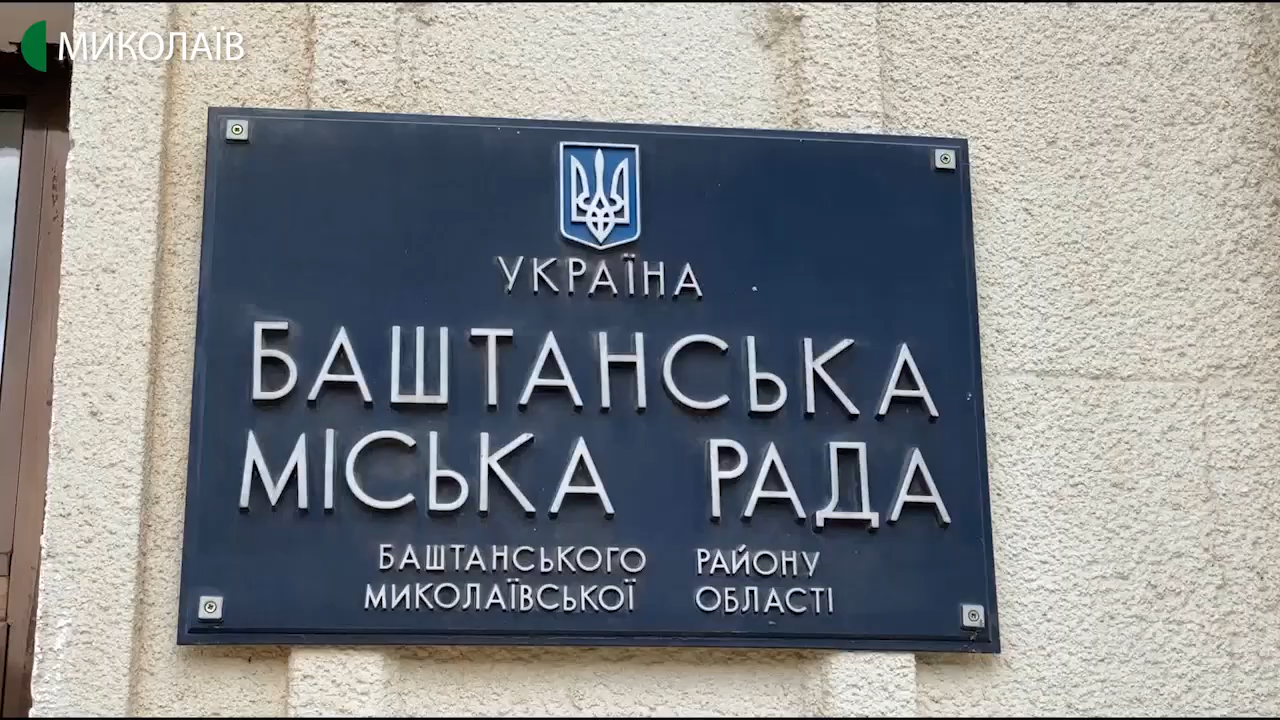 МИКОЛАЇВ
УКРАЇНА
БАШТАНСЬКА
МІСЬКА РАДА
БАШТАНСЬКОГО РАЙОНУ
МИКОЛАЇВСЬКОЇ ОБЛАСТІ